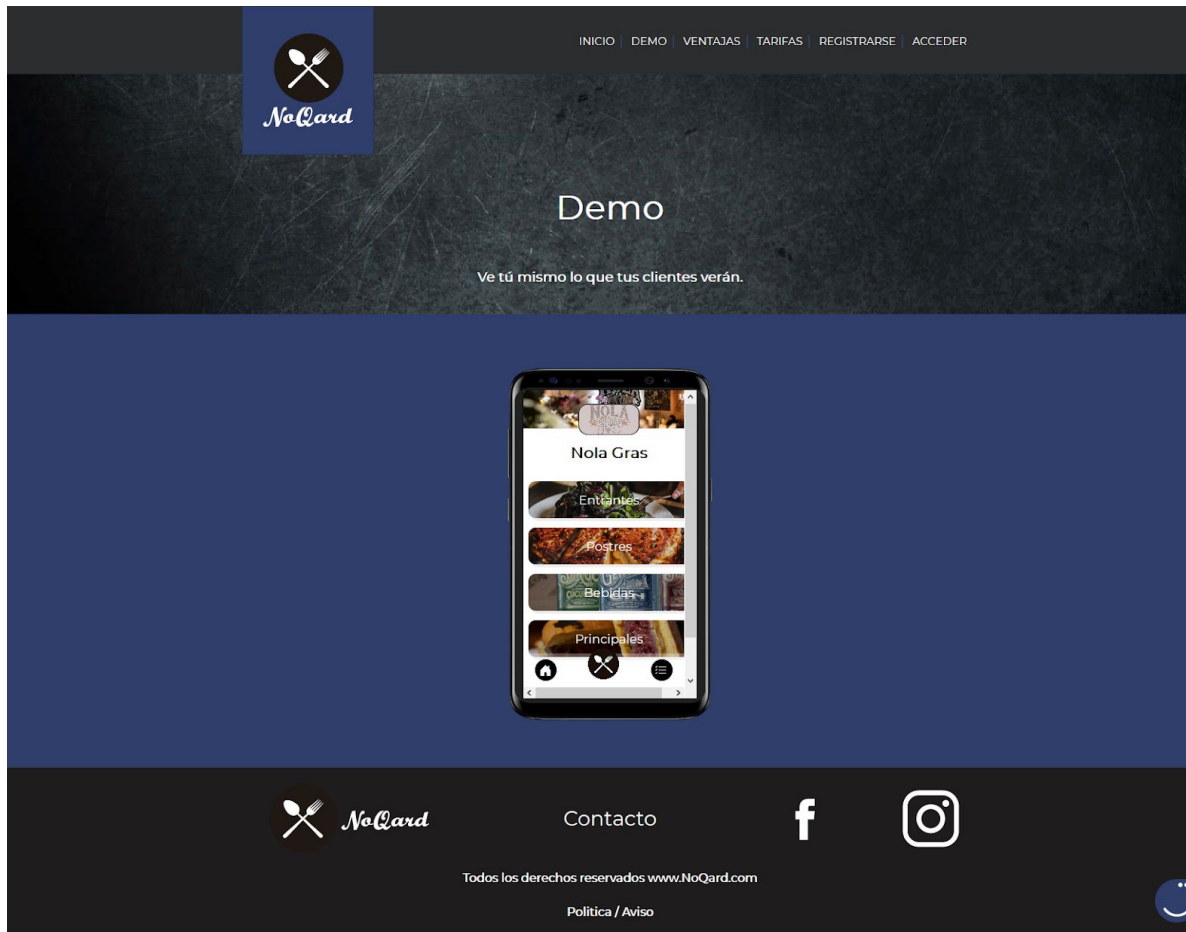 INICIO | DEMO | VENTAJAS | TARIFAS | REGISTRARSE | ACCEDER
NoQard
Demo
Ve tú mismo lo que tus clientes verán.
NOLA
Nola Gras
Entrantes
Postres
Bebidas
Principales
NoQard
Contacto
Todos los derechos reservados www.NoQard.com
Politica / Aviso